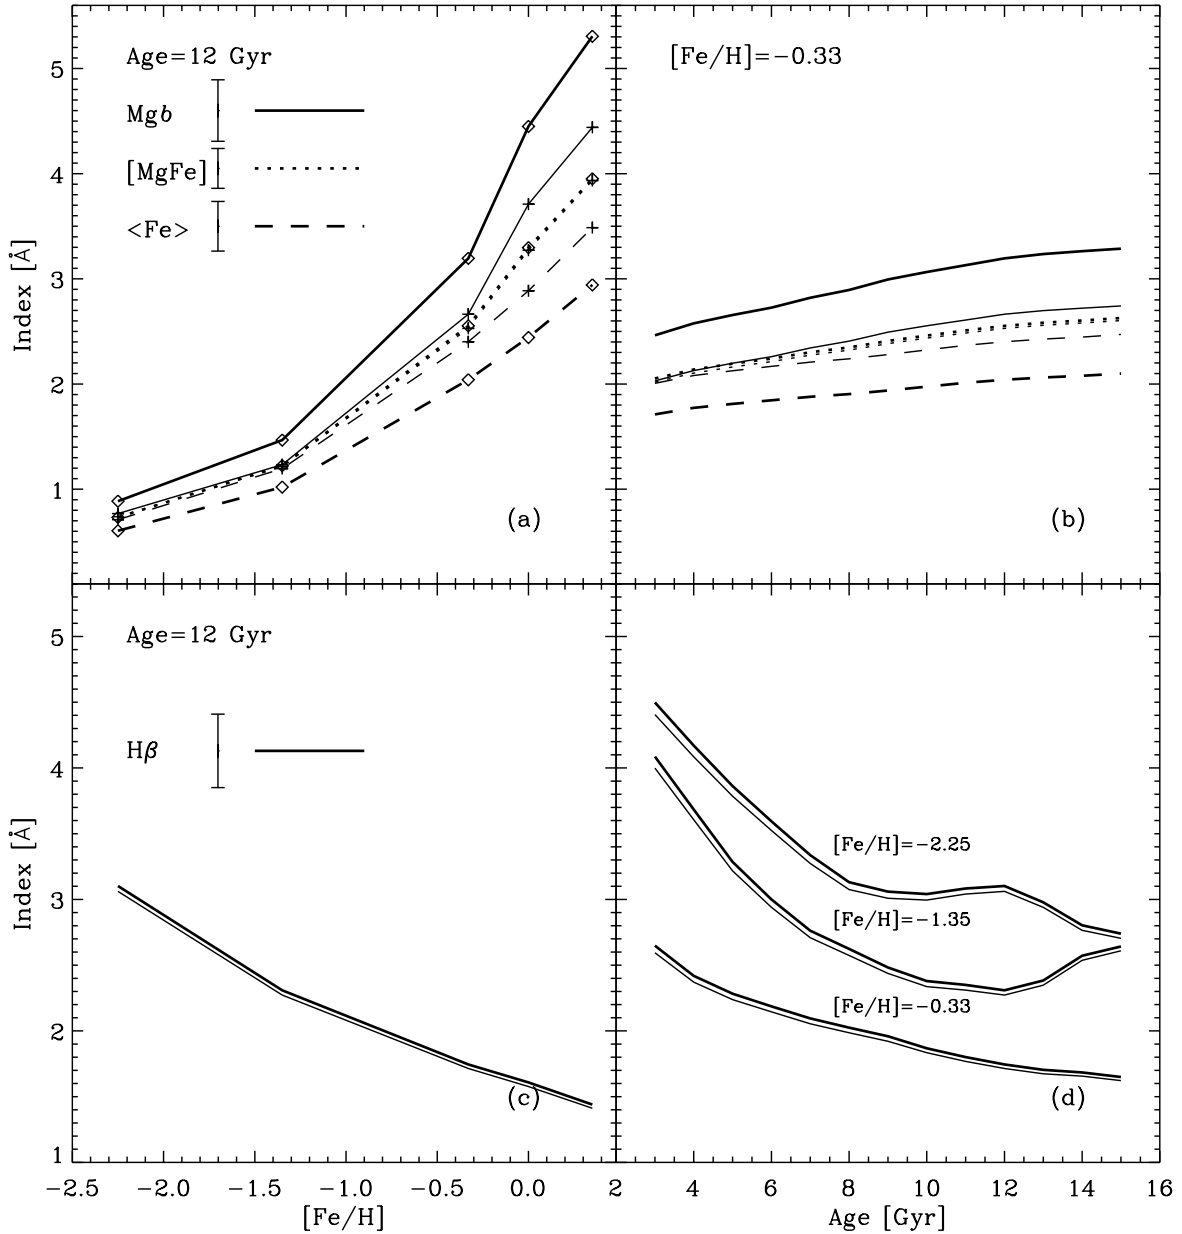 Age=12 Gyr
Mgb
[MgFe]
<Fe>
(a)
[Fe/H]=−0.33
(b)
5
4
3
2
1
Index [Å]
Age=12 Gyr
Hβ
(c)
[Fe/H]=−2.25
[Fe/H]=−1.35
[Fe/H]=−0.33
(d)
5
4
3
2
1
Index [Å]
−2.5 −2.0 −1.5 −1.0 −0.5 0.0
2 4 6 8 10 12 14 16
[Fe/H]
Age [Gyr]